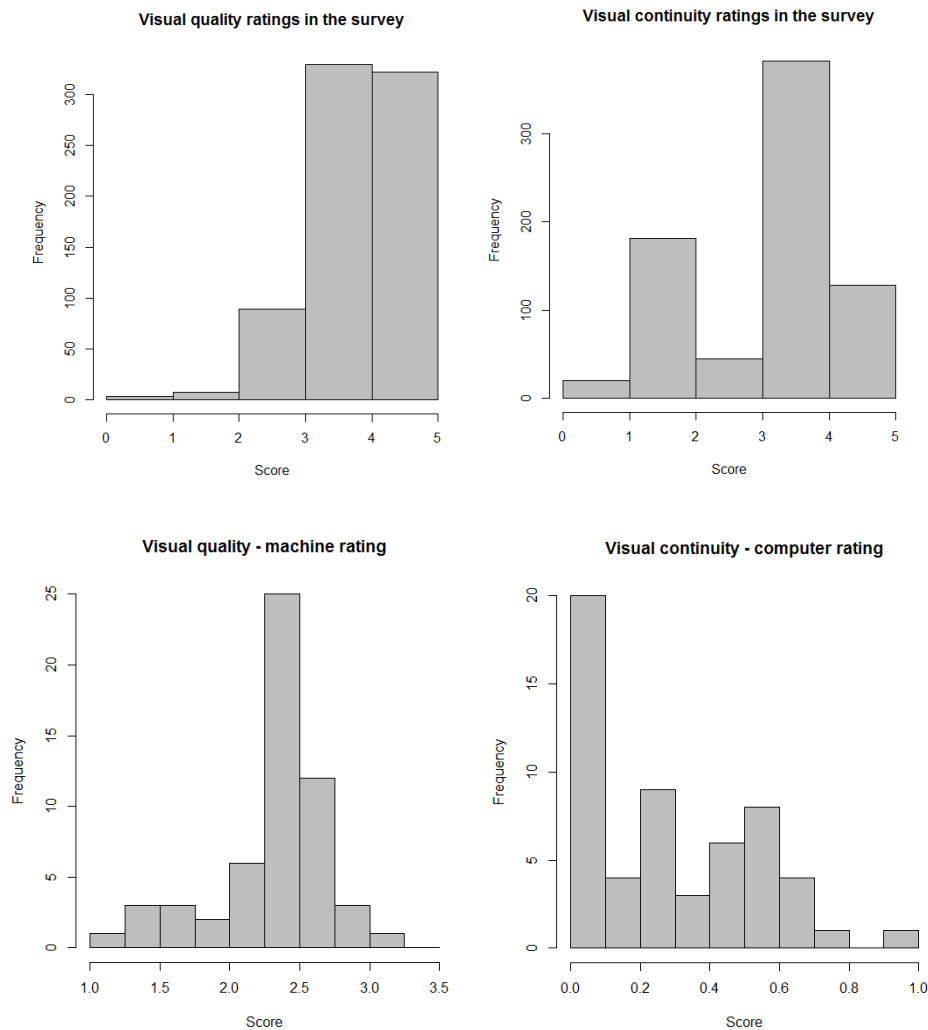 Visual quality ratings in the survey
Frequency
0
50
100
150
200
250
300
0 1 2 3 4 5
Score
Visual continuity ratings in the survey
Frequency
0
100
200
300
0 1 2 3 4 5
Score
Visual quality - machine rating
Frequency
0
5
10
15
20
25
1.0 1.5 2.0 2.5 3.0 3.5
Score
Visual continuity - computer rating
Frequency
0
5
10
15
20
0.0 0.2 0.4 0.6 0.8 1.0
Score